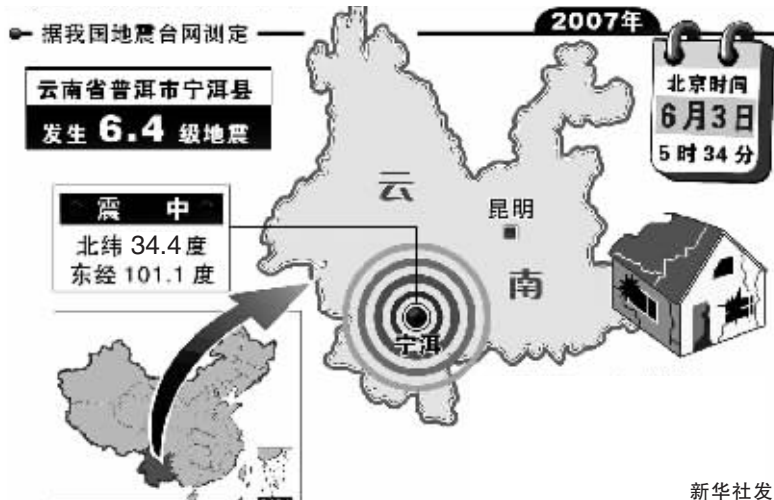 据我国地震台网测定
2007年
云南省普洱市宁洱县
发生 6.4 级地震
北京时间
6月3日
5时34分
震 中
北纬 34.4 度
东经 101.1 度
云
昆明
南
宁洱
新华社发